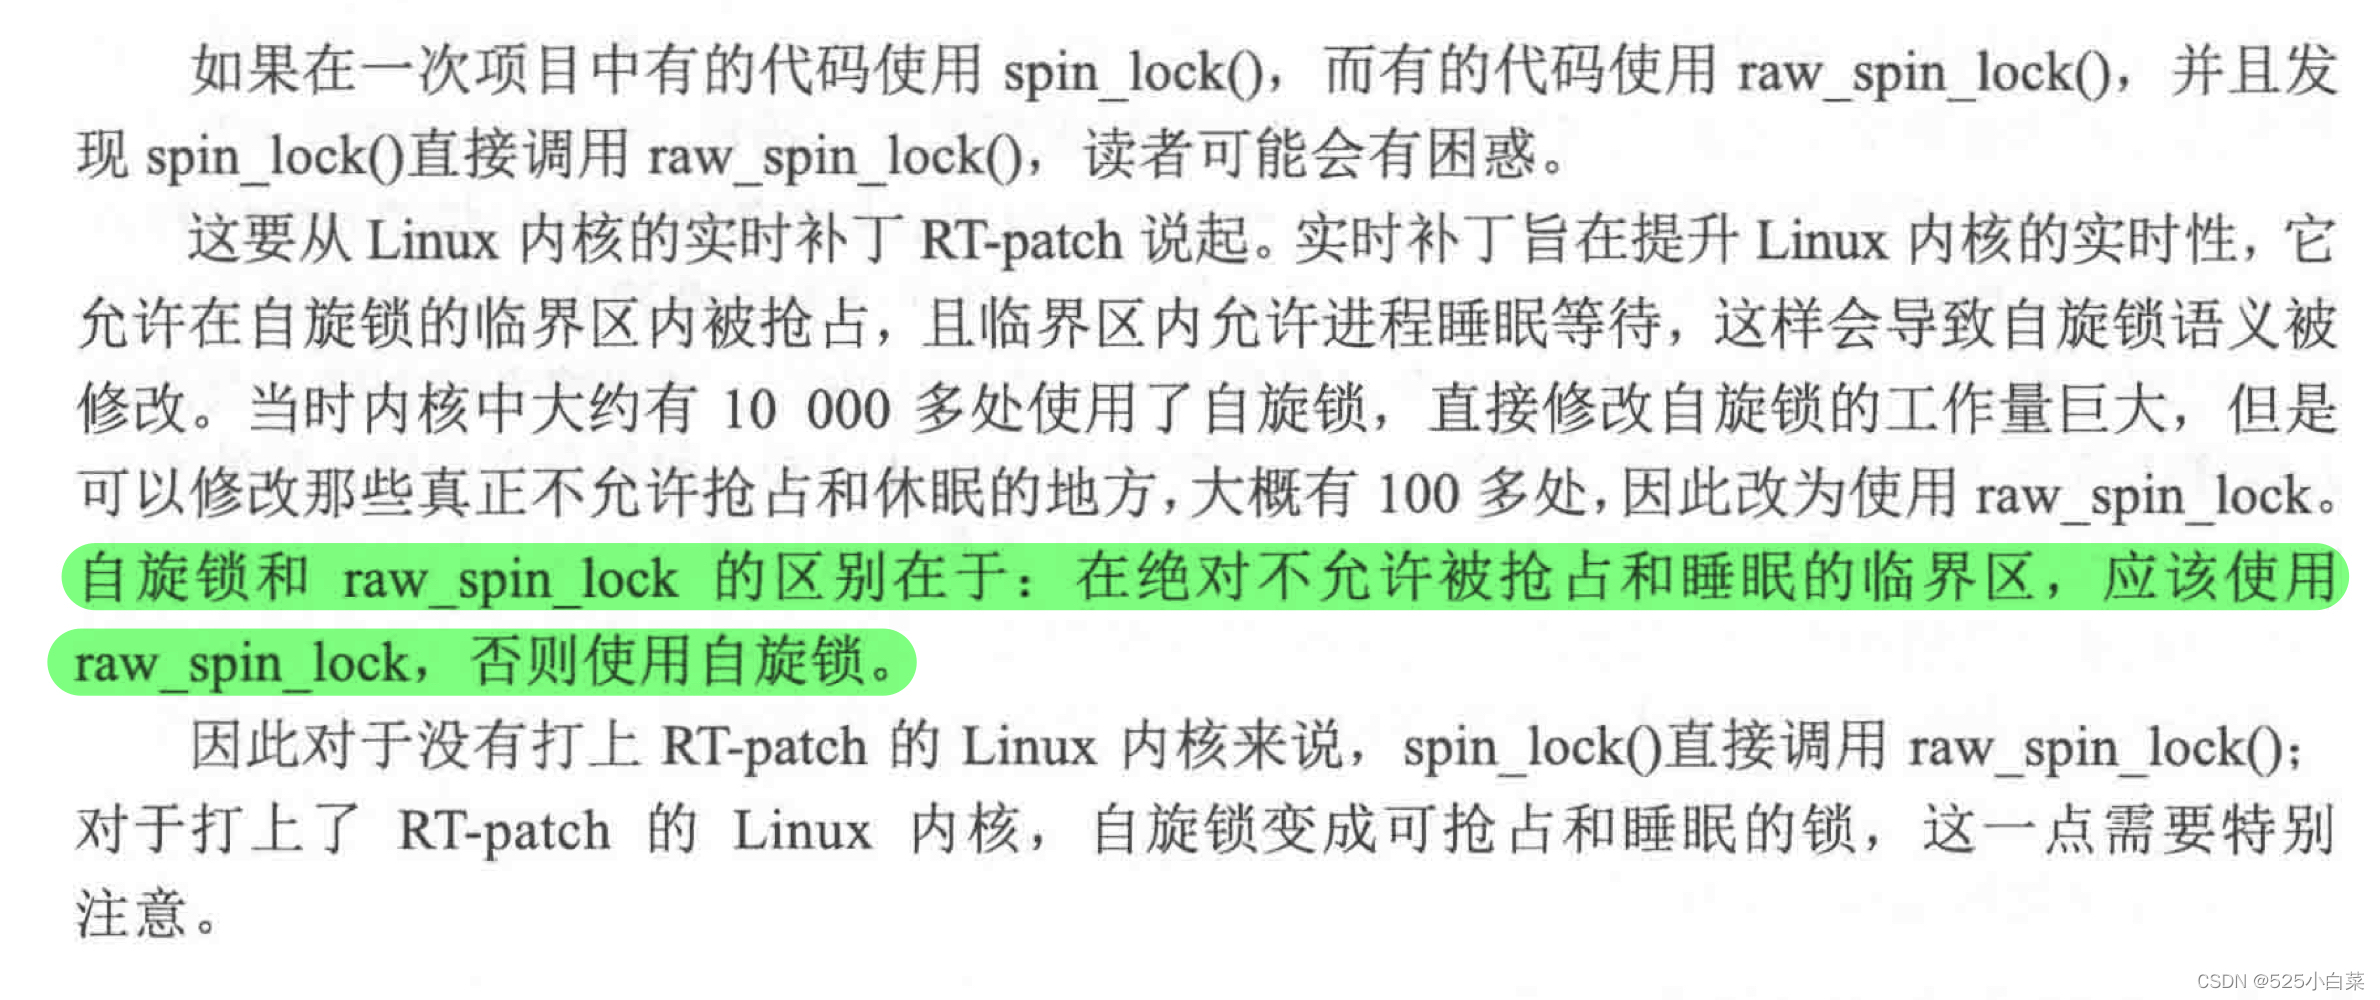 如果在一次项目中有的代码使用 spin_lock()，而有的代码使用 raw_spin_lock()，并且发
现 spin_lock()直接调用 raw_spin_lock()，读者可能会有困惑。
这要从 Linux 内核的实时补丁 RT-patch 说起。实时补丁旨在提升 Linux 内核的实时性，它
允许在自旋锁的临界区内被抢占，且临界区内允许进程睡眠等待，这样会导致自旋锁语义被
修改。当时内核中大约有 10 000 多处使用了自旋锁，直接修改自旋锁的工作量巨大，但是
可以修改那些真正不允许抢占和休眠的地方，大概有 100 多处，因此改为使用 raw_spin_lock。
自旋锁和 raw_spin_lock 的区别在于：在绝对不允许被抢占和睡眠的临界区，应该使用
raw_spin_lock，否则使用自旋锁。
因此对于没有打上 RT-patch 的 Linux 内核来说，spin_lock()直接调用 raw_spin_lock()；
对于打上了 RT-patch 的 Linux 内核，自旋锁变成可抢占和睡眠的锁，这一点需要特别
注意。
CSDN @525小白菜